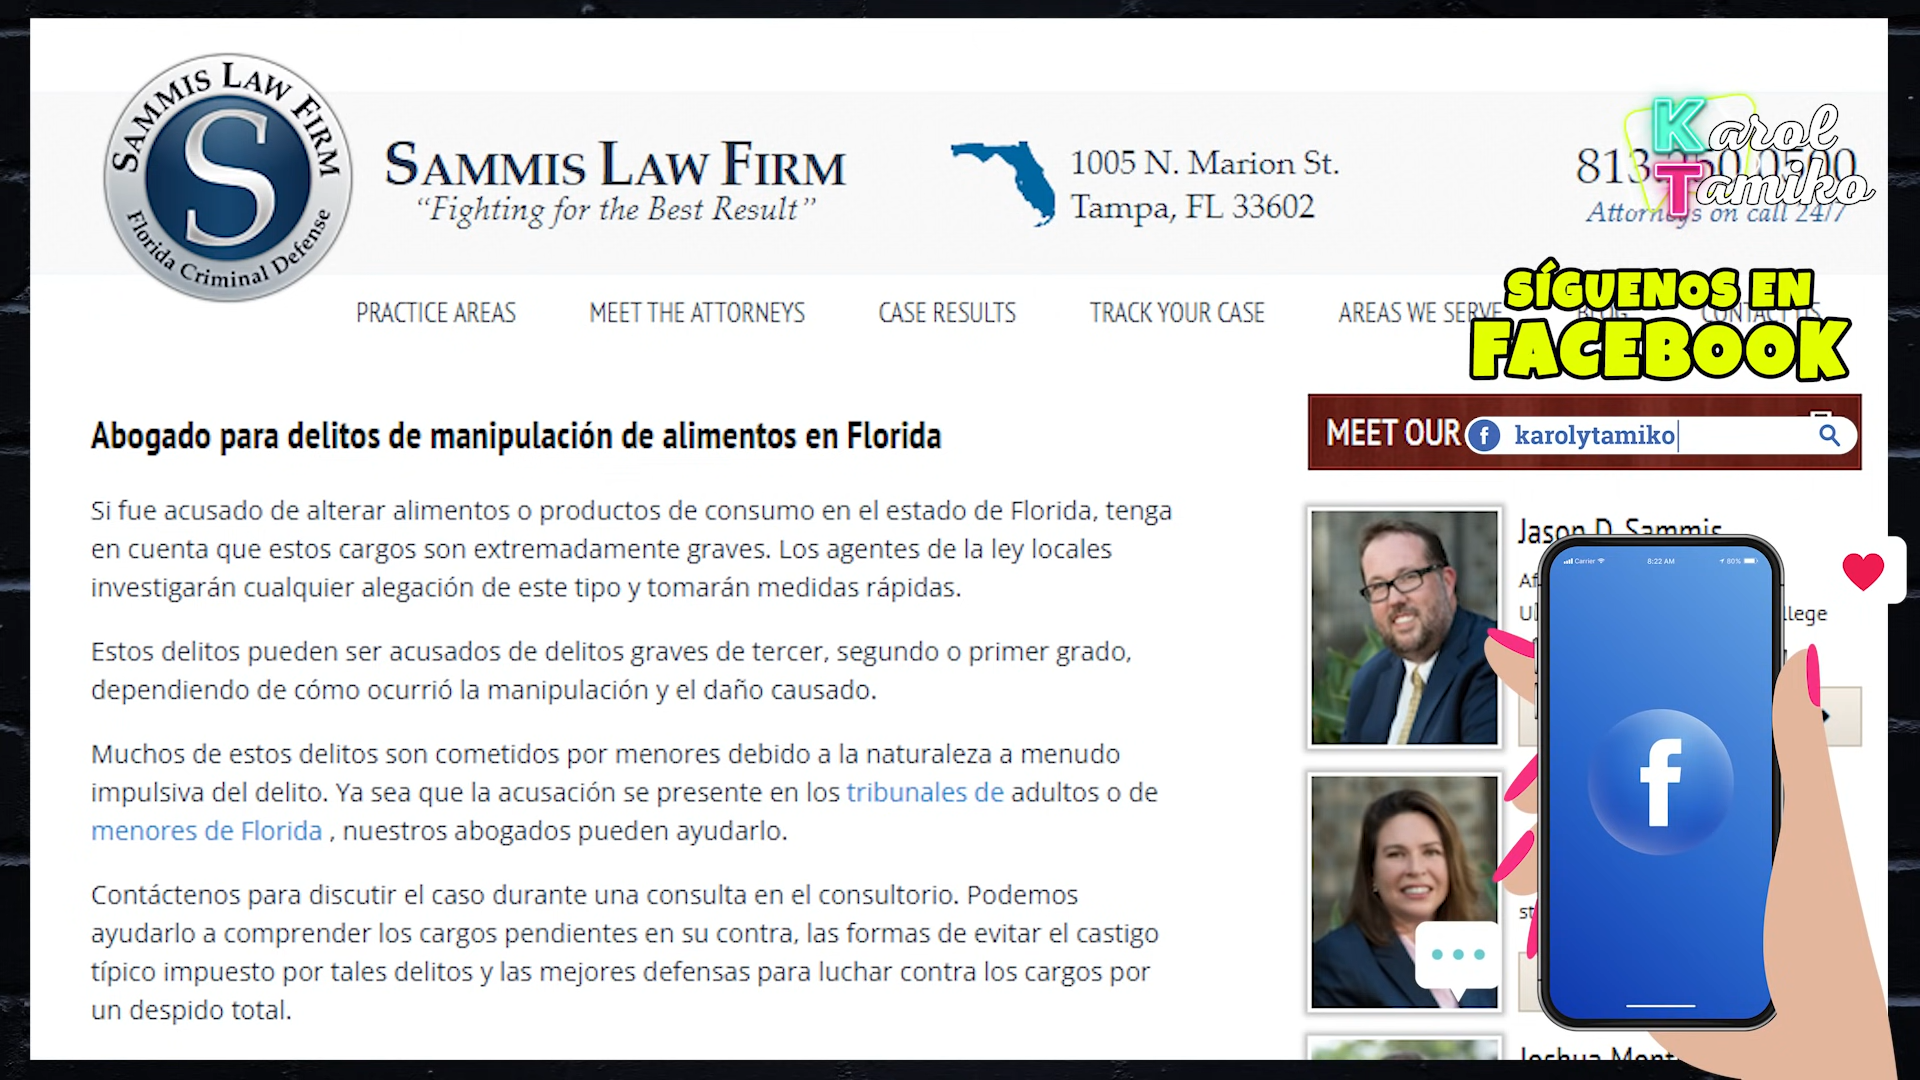 SAMMIS LAW FIRM
Florida Criminal Defense
S
SAMMIS LAW FIRM
“Fighting for the Best Result”
1005 N. Marion St.
Tampa, FL 33602
Attorneys on call 24/7
Karol
Tamiko
PRACTICE AREAS
MEET THE ATTORNEYS
CASE RESULTS
TRACK YOUR CASE
AREAS WE SERVE
BLOG
CONTACT US
SÍGUENOS EN
FACEBOOK
MEET OUR
f karolytamiko
Abogado para delitos de manipulación de alimentos en Florida
Si fue acusado de alterar alimentos o productos de consumo en el estado de Florida, tenga
en cuenta que estos cargos son extremadamente graves. Los agentes de la ley locales
investigarán cualquier alegación de este tipo y tomarán medidas rápidas.
Estos delitos pueden ser acusados de delitos graves de tercer, segundo o primer grado,
dependiendo de cómo ocurrió la manipulación y el daño causado.
Muchos de estos delitos son cometidos por menores debido a la naturaleza a menudo
impulsiva del delito. Ya sea que la acusación se presente en los tribunales de adultos o de
menores de Florida , nuestros abogados pueden ayudarlo.
Contáctenos para discutir el caso durante una consulta en el consultorio. Podemos
ayudarlo a comprender los cargos pendientes en su contra, las formas de evitar el castigo
típico impuesto por tales delitos y las mejores defensas para luchar contra los cargos por
un despido total.
Jason D. Sammis
Carrier
8:22 AM
80%
f
Joshua